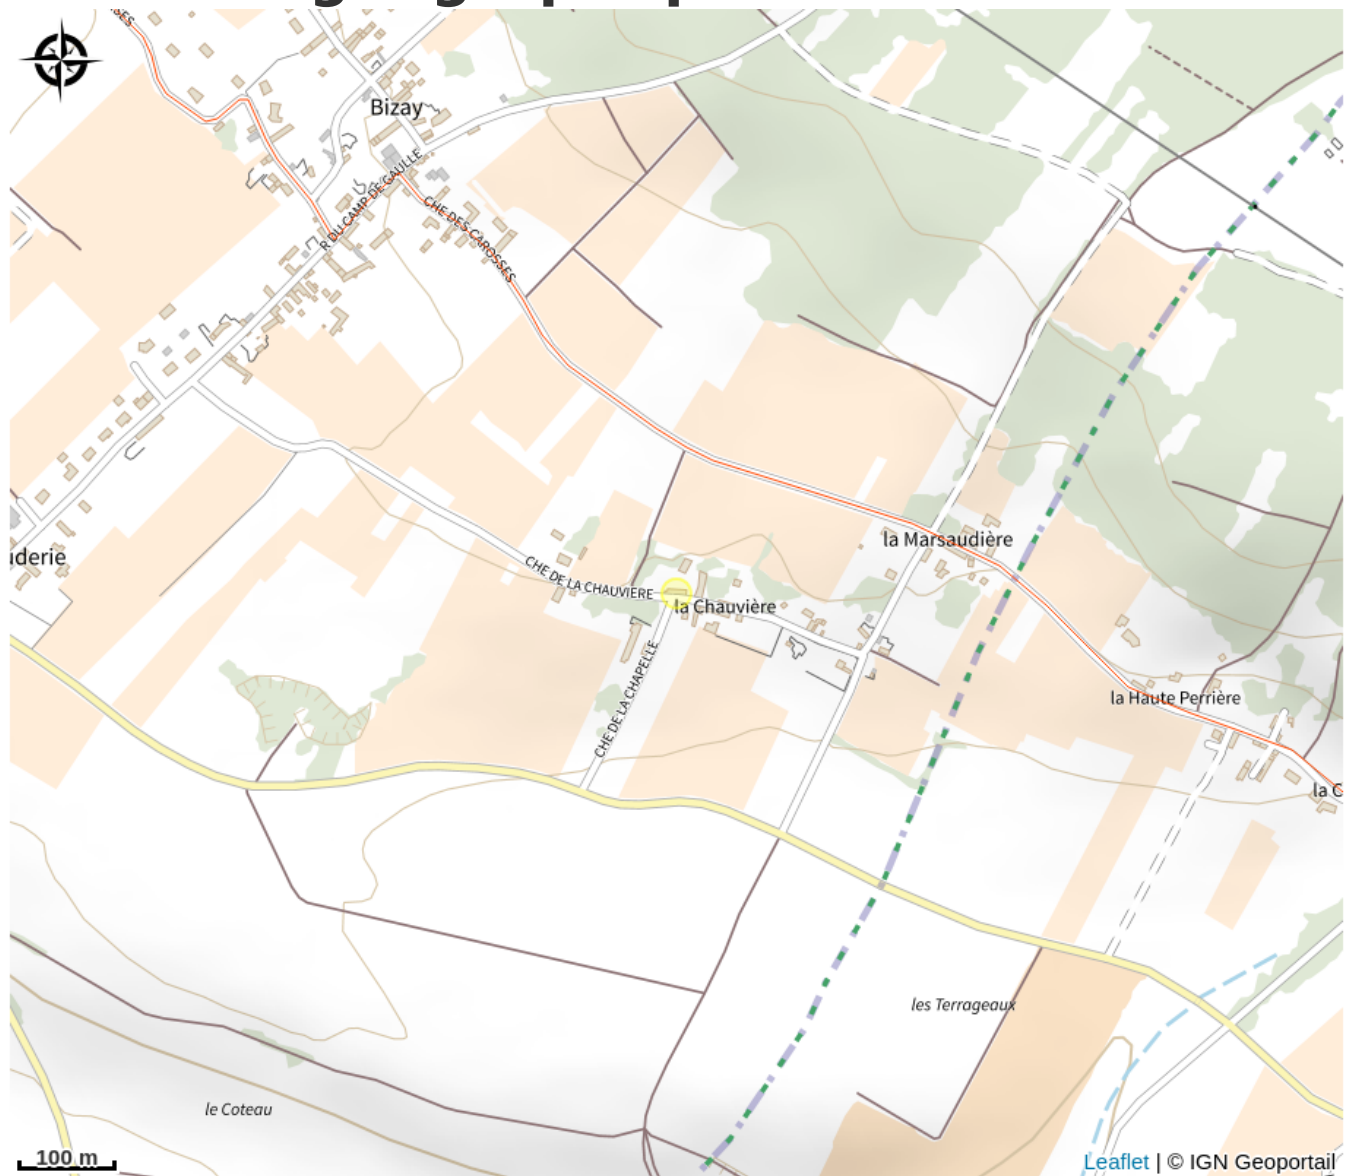 Bizay
R DU CAMP DE GAULLE
CHE DES CAROSSES
la Marsaudière
uderie
CHE DE LA CHAUVIERE
la Chauvière
CHE DE LA CHAPELLE
la Haute Perrière
la C
les Terrageaux
le Coteau
100 m
Leaflet | © IGN Geoportail